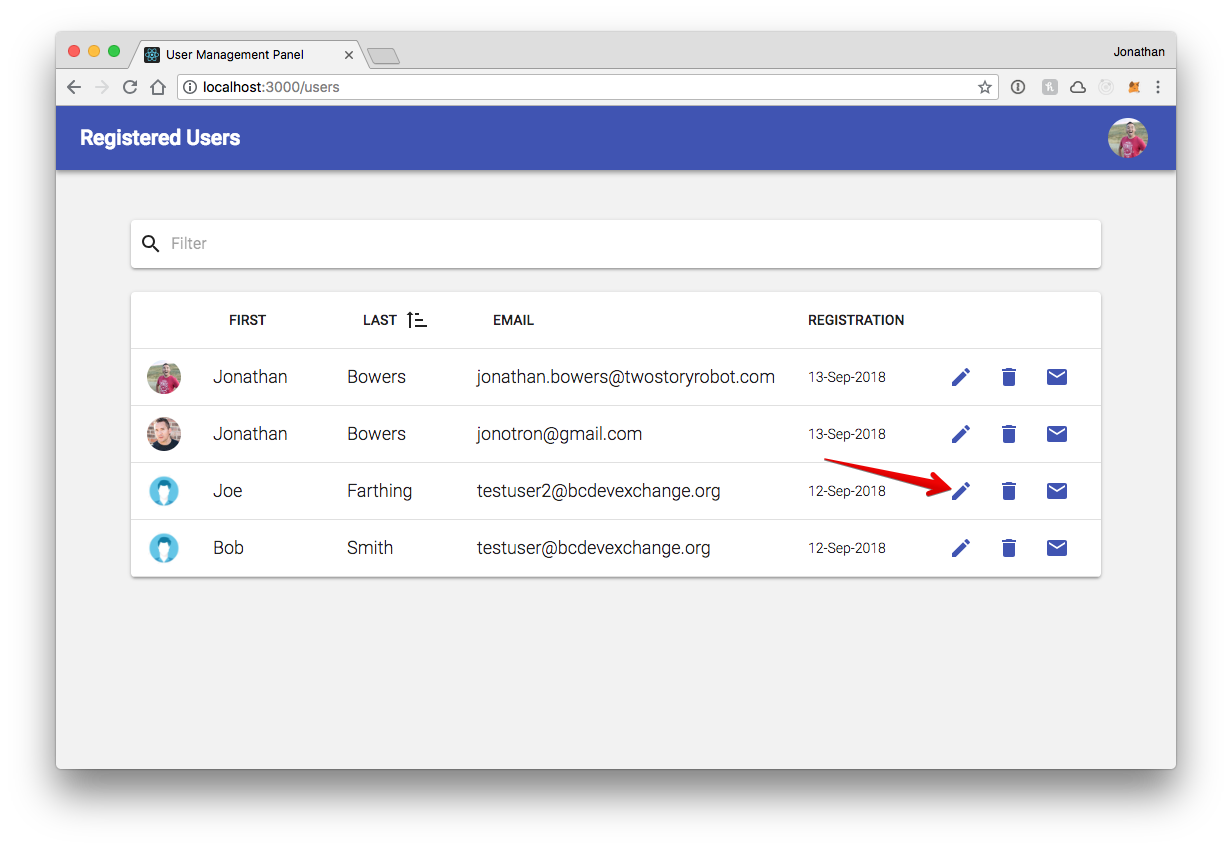 User Management Panel
Jonathan
localhost:3000/users
Registered Users
Filter
FIRST LAST EMAIL REGISTRATION
Jonathan Bowers jonathan.bowers@twostoryrobot.com 13-Sep-2018
Jonathan Bowers jonotron@gmail.com 13-Sep-2018
Joe Farthing testuser2@bcdevexchange.org 12-Sep-2018
Bob Smith testuser@bcdevexchange.org 12-Sep-2018